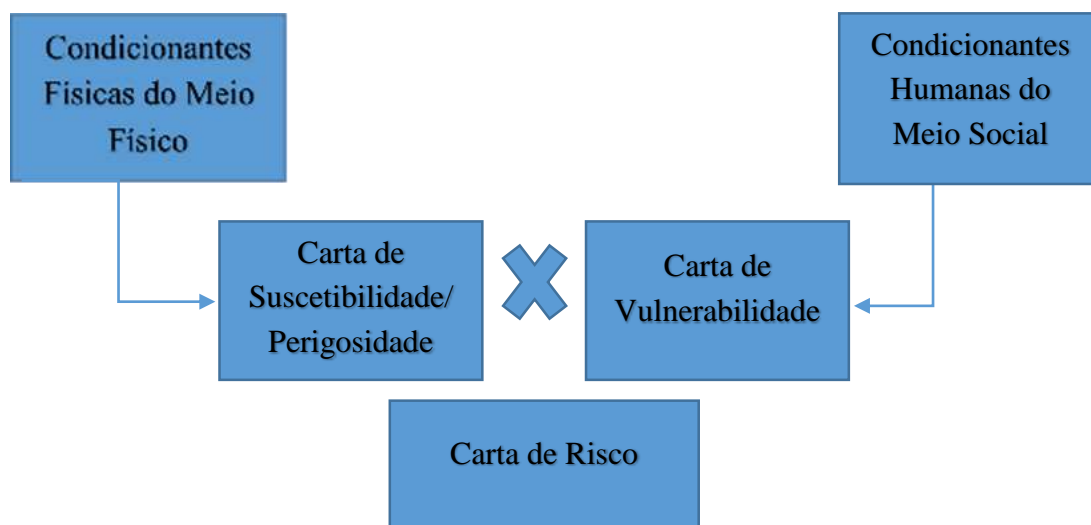 Condicionantes
Físicas do Meio
Físico
Condicionantes
Humanas do
Meio Social
Carta de
Suscetibilidade/
Perigosidade
Carta de
Vulnerabilidade
Carta de Risco